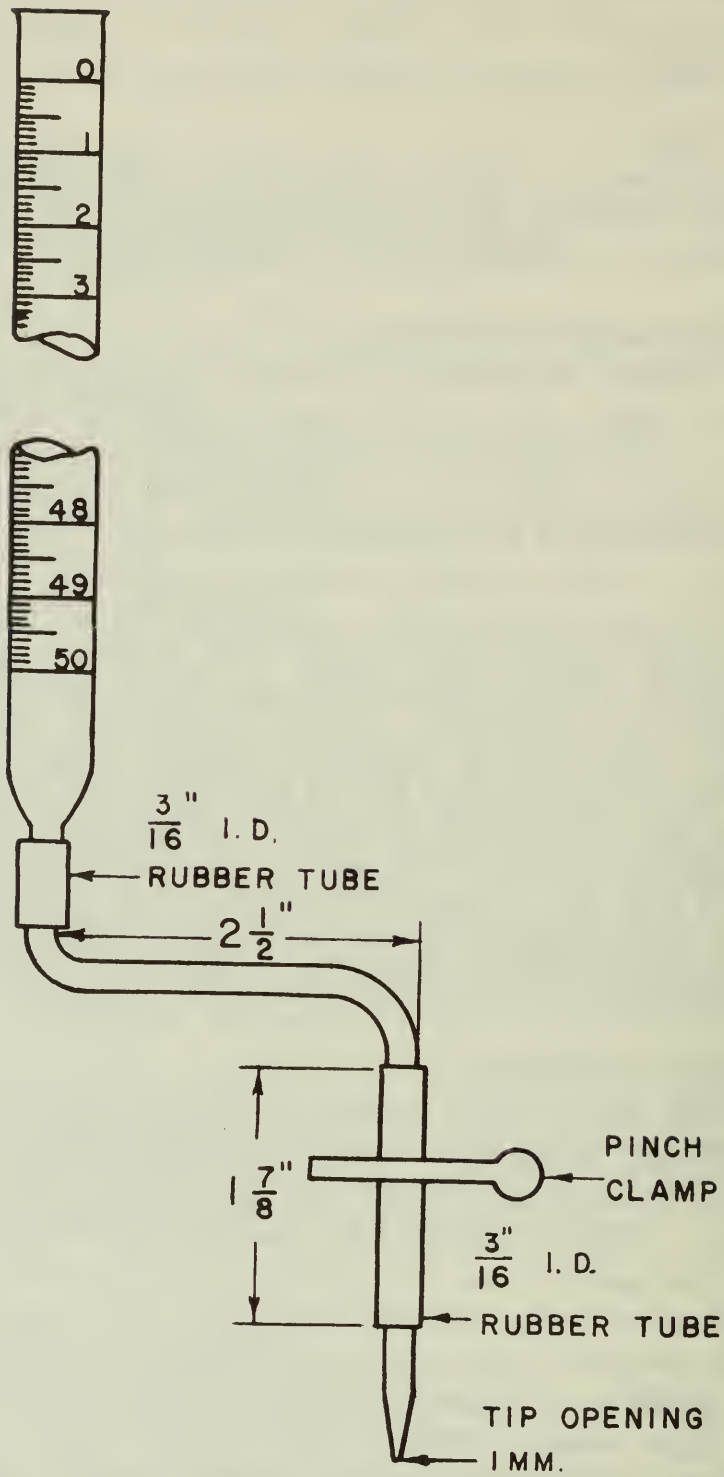 0
1
2
3
48
49
50
3/16" I. D.
RUBBER TUBE
2 1/2"
1 7/8"
PINCH
CLAMP
3/16" I. D.
RUBBER TUBE
TIP OPENING
1 MM.